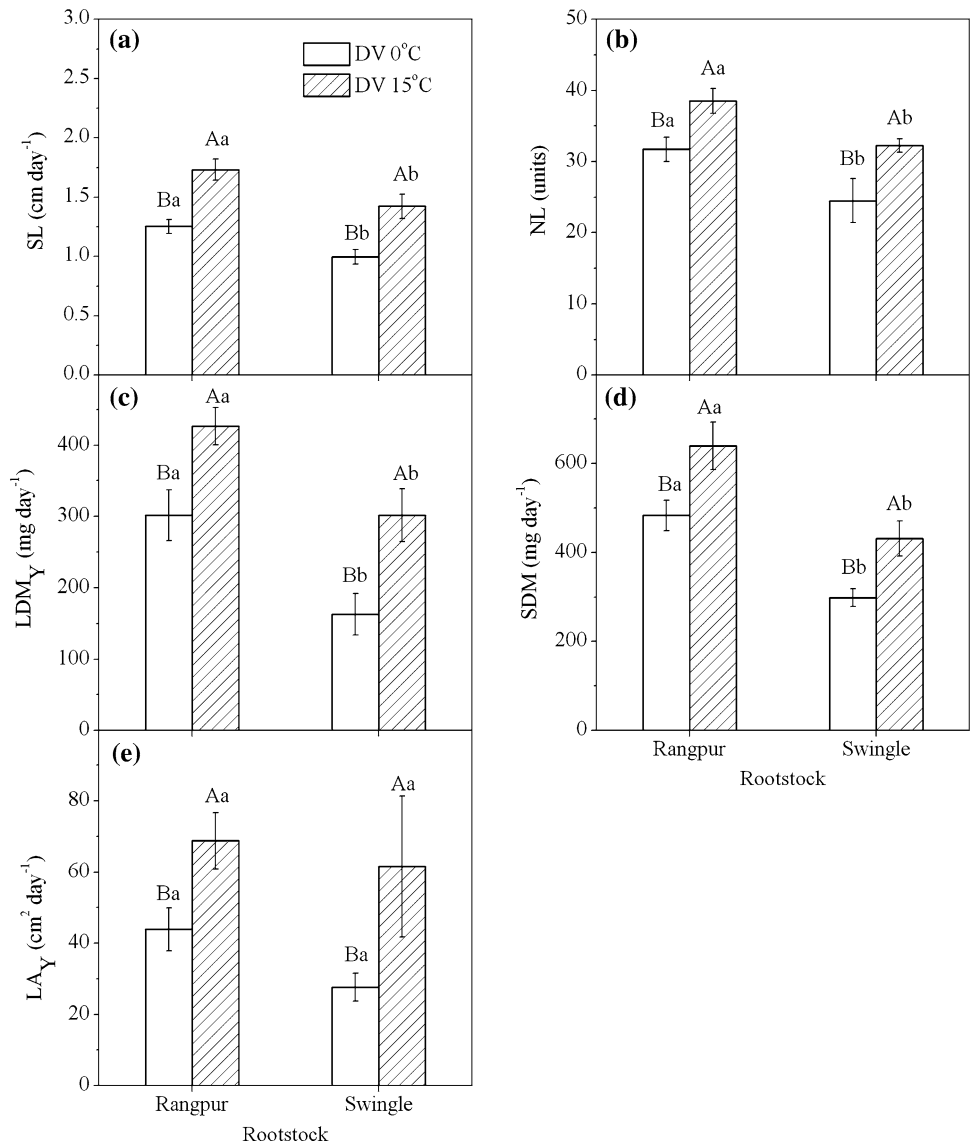 (a)
DV 0°C
DV 15°C
SL (cm day-1)
3.0
2.5
2.0
1.5
1.0
0.5
0.0
Ba
Aa
Bb
Ab
(b)
NL (units)
50
40
30
20
10
0
Ba
Aa
Bb
Ab
(c)
LDMY (mg day-1)
400
300
200
100
0
Ba
Aa
Bb
Ab
(d)
SDM (mg day-1)
600
400
200
0
Ba
Aa
Bb
Ab
Rangpur Swingle
Rootstock
(e)
LAY (cm2 day-1)
80
60
40
20
0
Ba
Aa
Ba
Aa
Rangpur Swingle
Rootstock